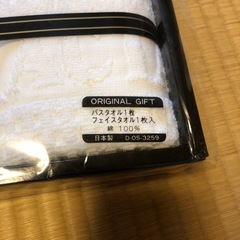 ORIGINAL GIFT
バスタオル1枚
フェイスタオル1枚入
綿 100%
日本製 D-05-3259